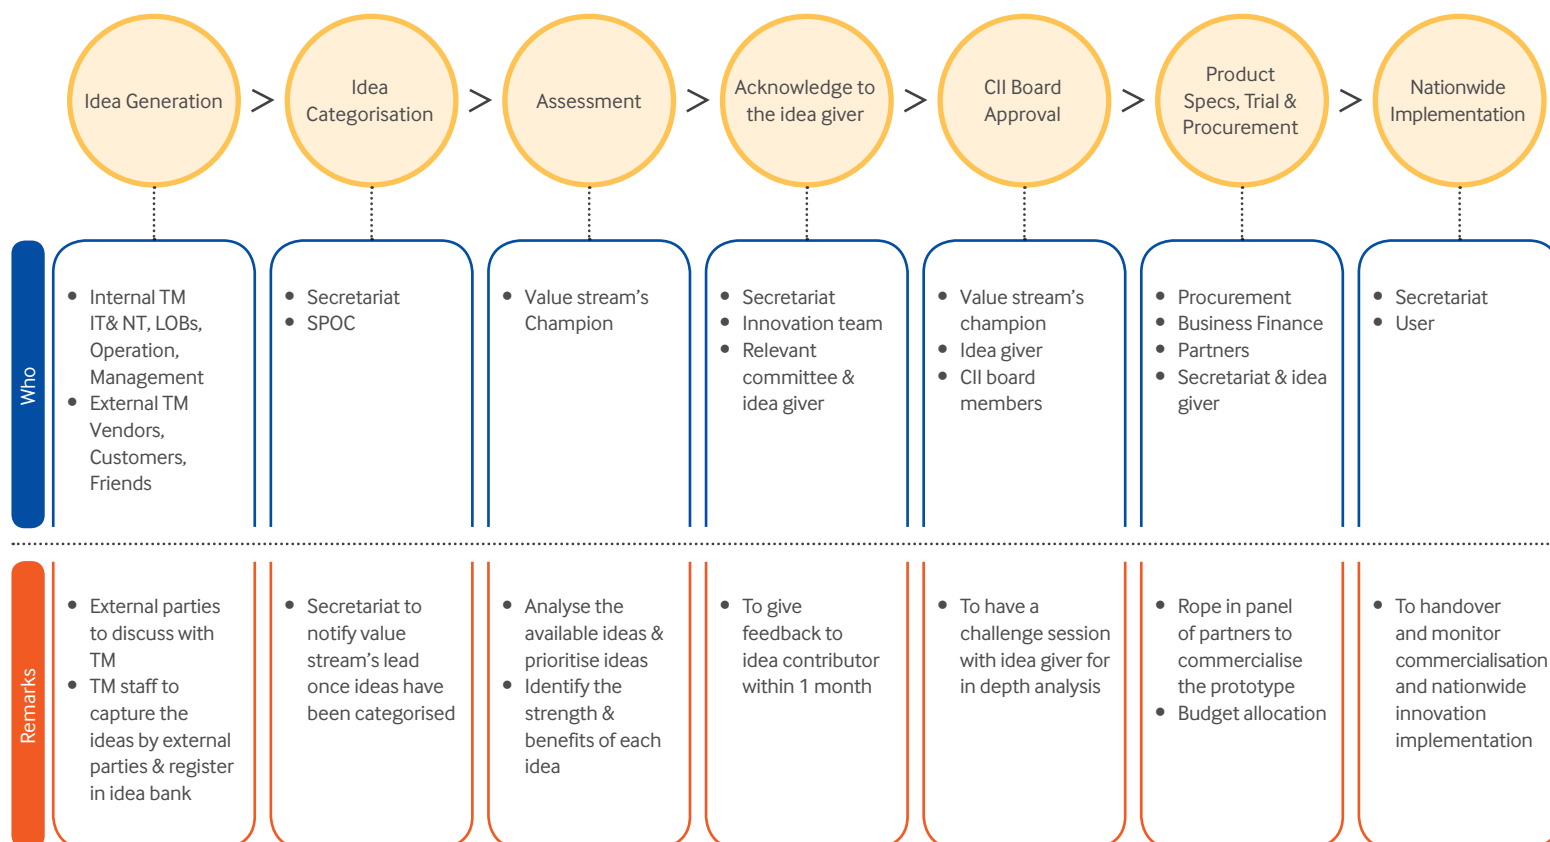 Idea Generation
>
Idea
Categorisation
>
Assessment
>
Acknowledge to
the idea giver
>
CII Board
Approval
>
Product
Specs, Trial &
Procurement
>
Nationwide
Implementation
Who
• Internal TM
IT& NT, LOBs,
Operation,
Management
• External TM
Vendors,
Customers,
Friends
• Secretariat
• SPOC
• Value stream's
Champion
• Secretariat
• Innovation team
• Relevant
committee &
idea giver
• Value stream's
champion
• Idea giver
• CII board
members
• Procurement
• Business Finance
• Partners
• Secretariat & idea
giver
• Secretariat
• User
Remarks
• External parties
to discuss with
TM
• TM staff to
capture the
ideas by external
parties & register
in idea bank
• Secretariat to
notify value
stream's lead
once ideas have
been categorised
• Analyse the
available ideas &
prioritise ideas
• Identify the
strength &
benefits of each
idea
• To give
feedback to
idea contributor
within 1 month
• To have a
challenge session
with idea giver for
in depth analysis
• Rope in panel
of partners to
commercialise
the prototype
• Budget allocation
• To handover
and monitor
commercialisation
and nationwide
innovation
implementation